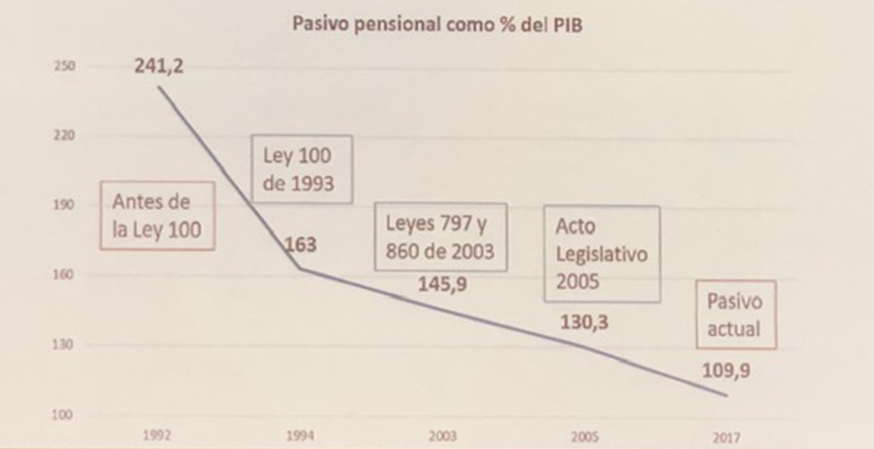 Pasivo pensional como % del PIB
250
241,2
220
Ley 100
de 1993
190
Antes de
la Ley 100
Leyes 797 y
860 de 2003
Acto
Legislativo
2005
163
160
145,9
Pasivo
actual
130,3
130
109,9
100
1992
1994
2003
2005
2017